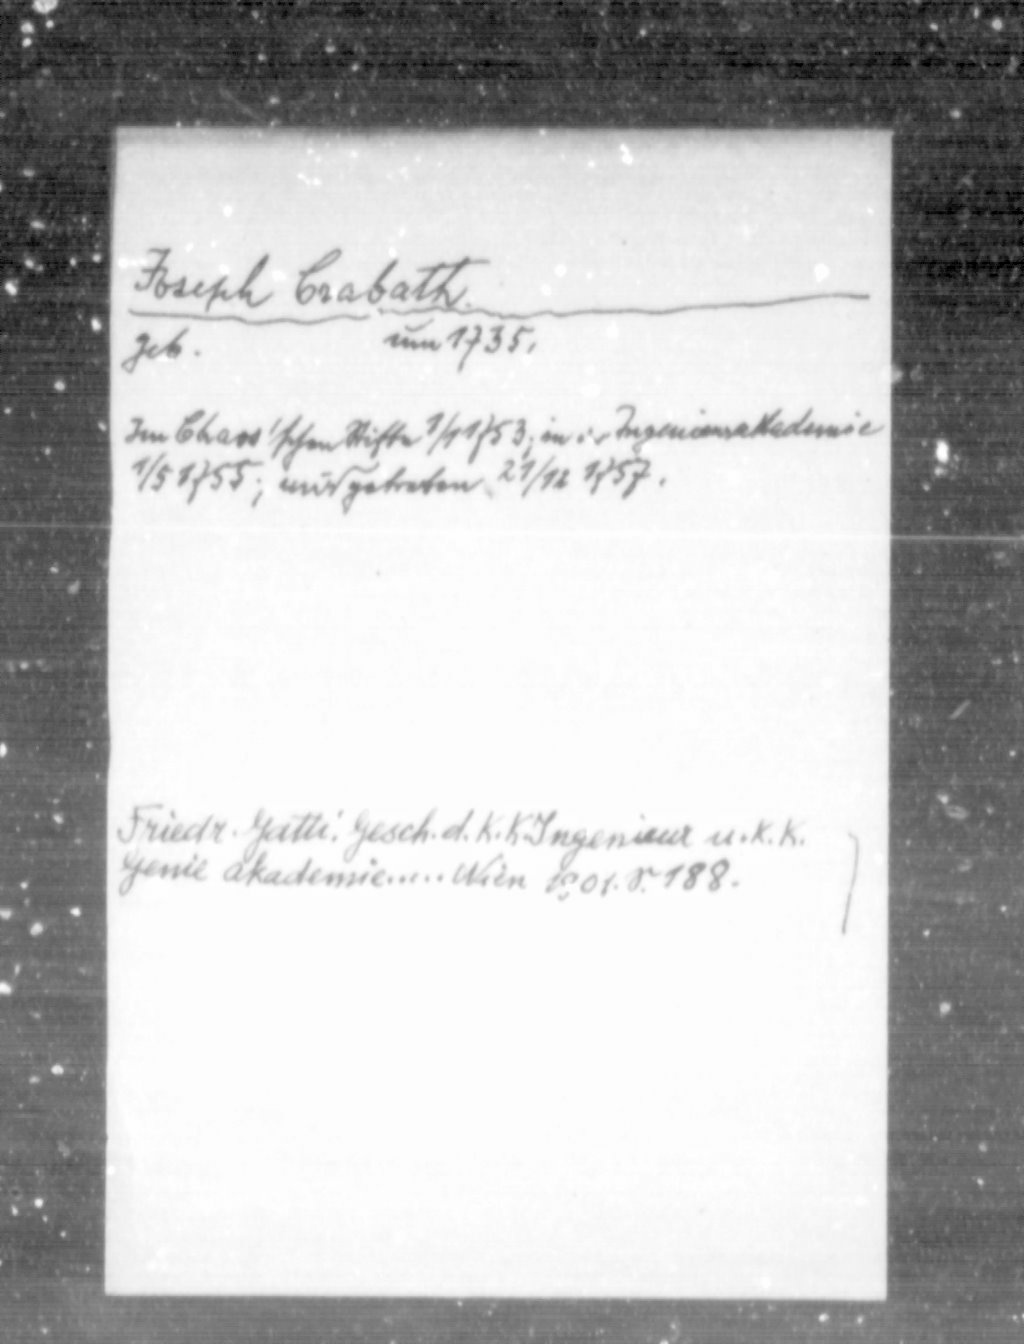 Joseph Crabath.
geb. um 1735.
Im Chaos'schen Stifte 1/1 1753; in d. Ingenieurakademie
1/5 1755; ausgetreten 21/12 1757.
Friedr. Gatti: Gesch. d. K. K. Ingenieur u. K. K.
Genie Akademie..... Wien 1901. S. 188.